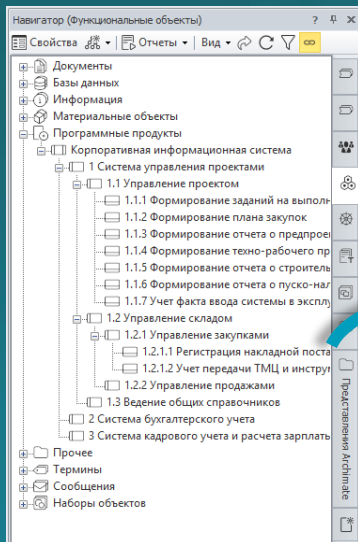 Навигатор (Функциональные объекты)
Свойства Отчеты Вид
Документы
Базы данных
Информация
Материальные объекты
Программные продукты
Корпоративная информационная система
1 Система управления проектами
1.1 Управление проектом
1.1.1 Формирование заданий на выполн
1.1.2 Формирование плана закупок
1.1.3 Формирование отчета о предпрое
1.1.4 Формирование техно-рабочего пр
1.1.5 Формирование отчета о строитель
1.1.6 Формирование отчета о пуско-нал
1.1.7 Учет факта ввода системы в эксплу
1.2 Управление складом
1.2.1 Управление закупками
1.2.1.1 Регистрация накладной поста
1.2.1.2 Учет передачи ТМЦ и инструм
1.2.2 Управление продажами
1.3 Ведение общих справочников
2 Система бухгалтерского учета
3 Система кадрового учета и расчета зарплать
Прочее
Термины
Сообщения
Наборы объектов
Представления Archimate